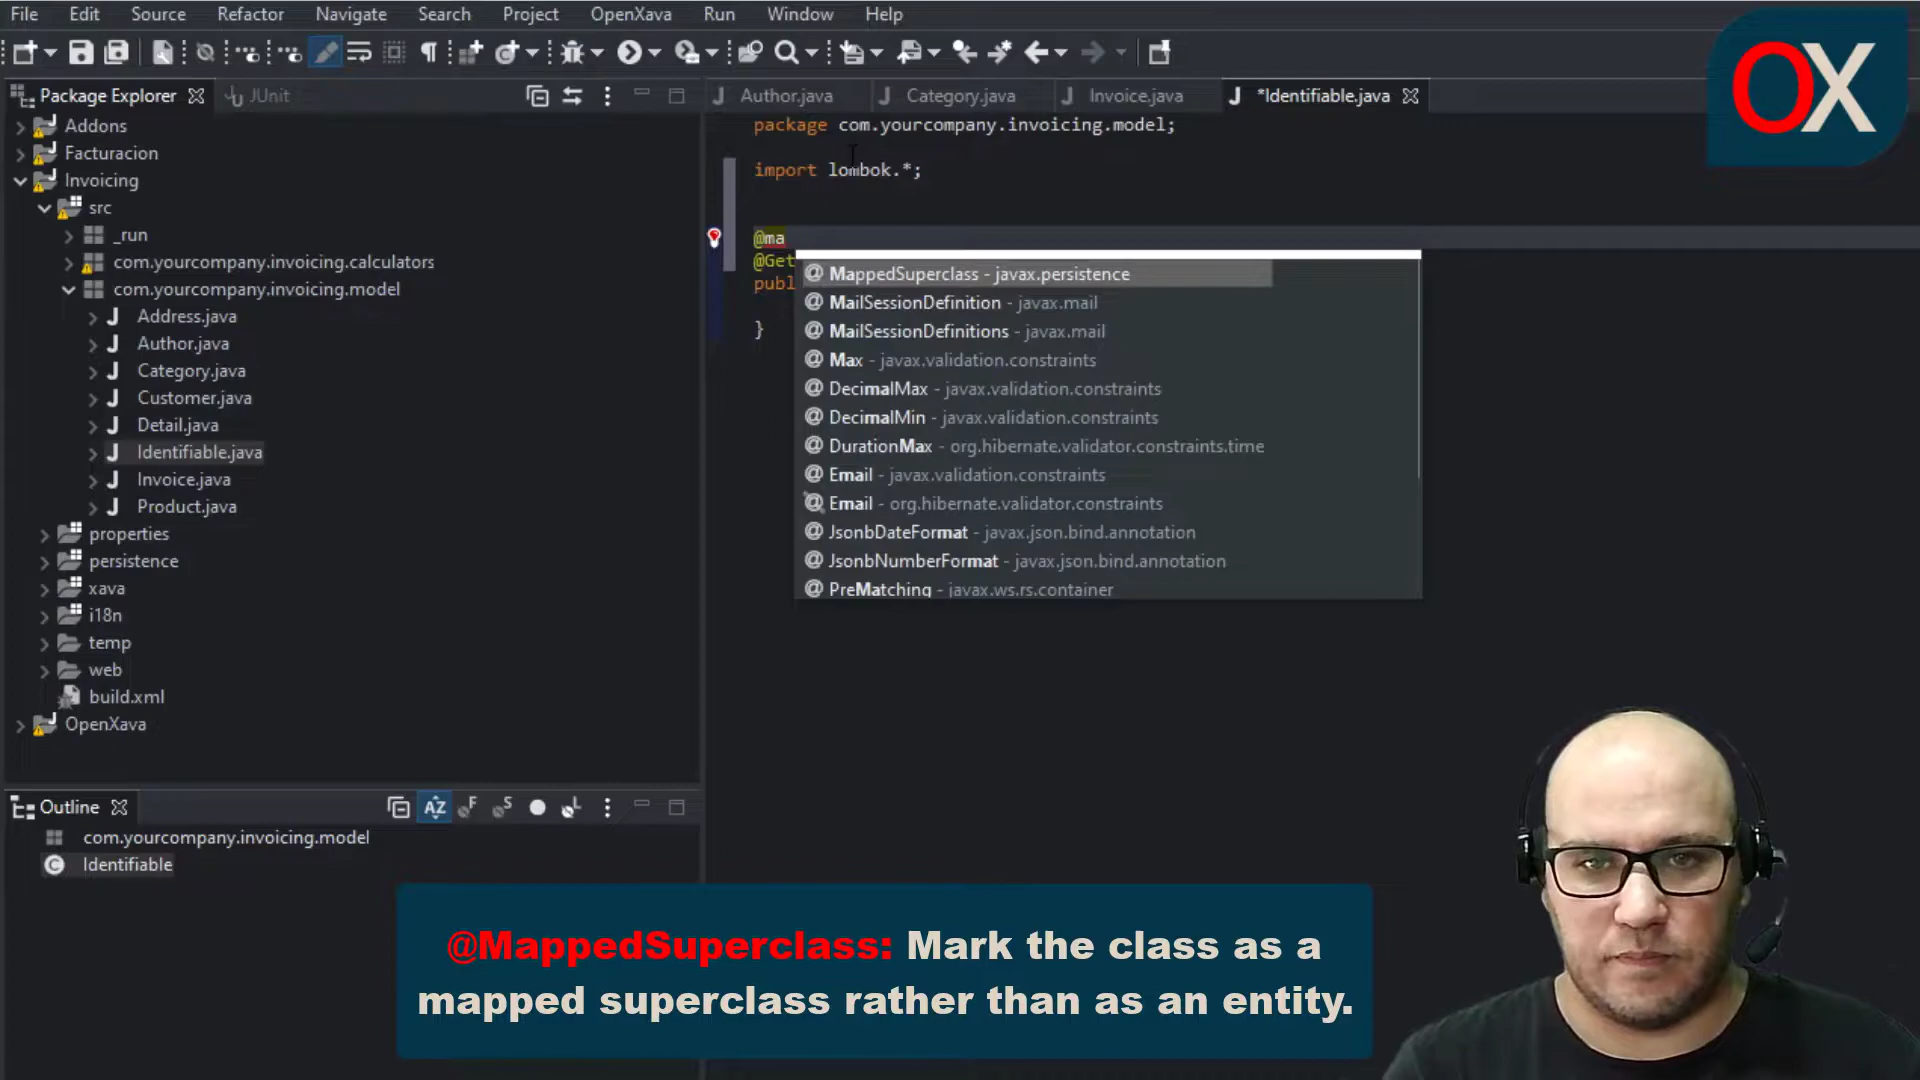 File Edit Source Refactor Navigate Search Project OpenXava Run Window Help
Package Explorer JUnit
Addons
Facturacion
Invoicing
src
_run
com.yourcompany.invoicing.calculators
com.yourcompany.invoicing.model
Address.java
Author.java
Category.java
Customer.java
Detail.java
Identifiable.java
Invoice.java
Product.java
properties
persistence
xava
i18n
temp
web
build.xml
OpenXava
Outline
com.yourcompany.invoicing.model
Identifiable
Author.java Category.java Invoice.java *Identifiable.java
package com.yourcompany.invoicing.model;
import lombok.*;
@ma
@Get
publ
}
MappedSuperclass - javax.persistence
MailSessionDefinition - javax.mail
MailSessionDefinitions - javax.mail
Max - javax.validation.constraints
DecimalMax - javax.validation.constraints
DecimalMin - javax.validation.constraints
DurationMax - org.hibernate.validator.constraints.time
Email - javax.validation.constraints
Email - org.hibernate.validator.constraints
JsonbDateFormat - javax.json.bind.annotation
JsonbNumberFormat - javax.json.bind.annotation
PreMatching - javax.ws.rs.container
OX
@MappedSuperclass: Mark the class as a
mapped superclass rather than as an entity.